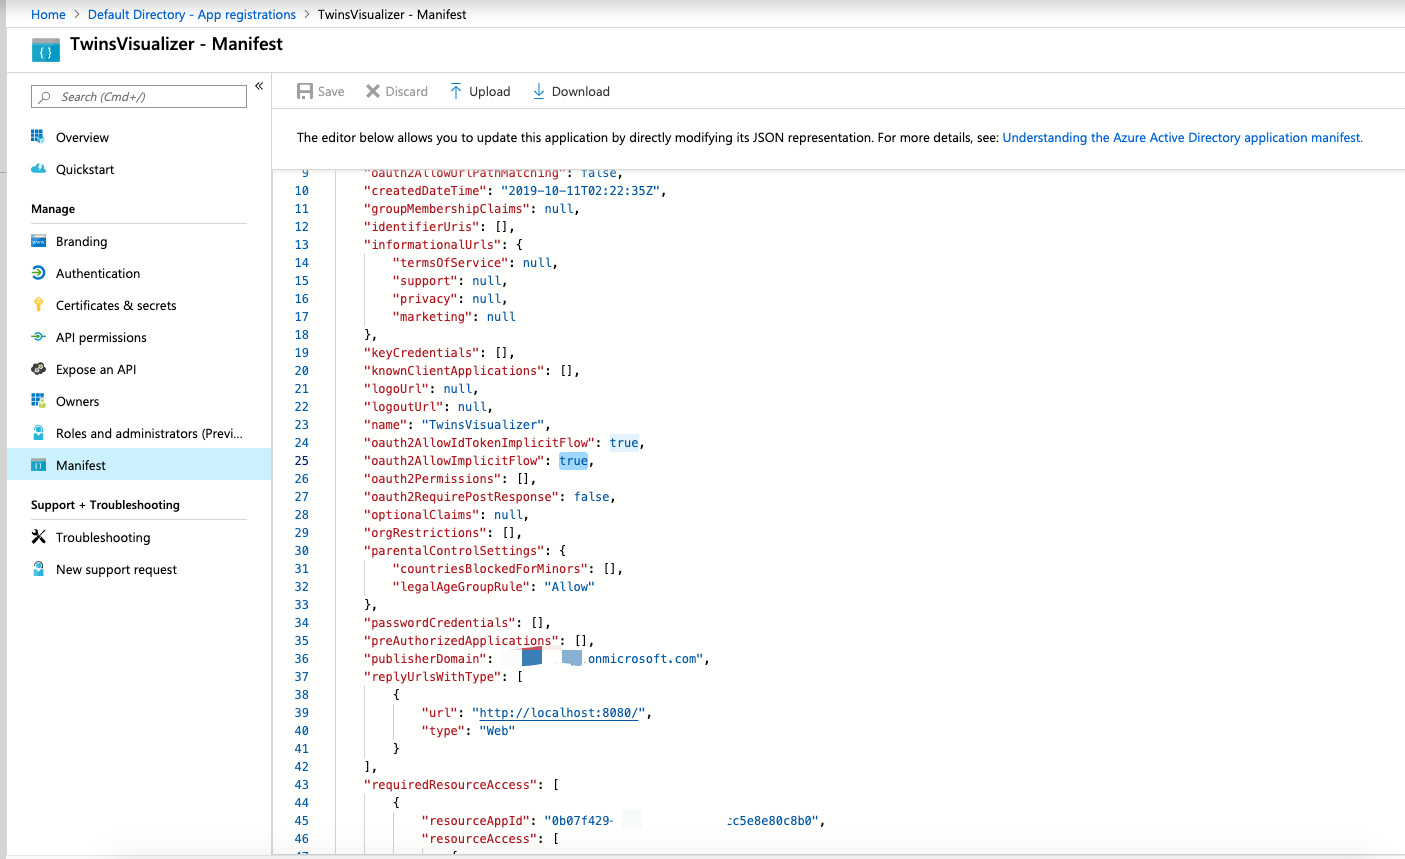 Home > Default Directory - App registrations > TwinsVisualizer - Manifest
TwinsVisualizer - Manifest
Search (Cmd+/)
«
Overview
Quickstart
Manage
Branding
Authentication
Certificates & secrets
API permissions
Expose an API
Owners
Roles and administrators (Previ...
Manifest
Support + Troubleshooting
Troubleshooting
New support request
Save Discard Upload Download
The editor below allows you to update this application by directly modifying its JSON representation. For more details, see: Understanding the Azure Active Directory application manifest.
9 "oauth2AllowUrlPathMatching": false,
10 "createdDateTime": "2019-10-11T02:22:35Z",
11 "groupMembershipClaims": null,
12 "identifierUris": [],
13 "informationalUrls": {
14 "termsOfService": null,
15 "support": null,
16 "privacy": null,
17 "marketing": null
18 },
19 "keyCredentials": [],
20 "knownClientApplications": [],
21 "logoUrl": null,
22 "logoutUrl": null,
23 "name": "TwinsVisualizer",
24 "oauth2AllowIdTokenImplicitFlow": true,
25 "oauth2AllowImplicitFlow": true,
26 "oauth2Permissions": [],
27 "oauth2RequirePostResponse": false,
28 "optionalClaims": null,
29 "orgRestrictions": [],
30 "parentalControlSettings": {
31 "countriesBlockedForMinors": [],
32 "legalAgeGroupRule": "Allow"
33 },
34 "passwordCredentials": [],
35 "preAuthorizedApplications": [],
36 "publisherDomain": .onmicrosoft.com",
37 "replyUrlsWithType": [
38 {
39 "url": "http://localhost:8080/",
40 "type": "Web"
41 }
42 ],
43 "requiredResourceAccess": [
44 {
45 "resourceAppId": "0b07f429- cc5e8e80c8b0",
46 "resourceAccess": [